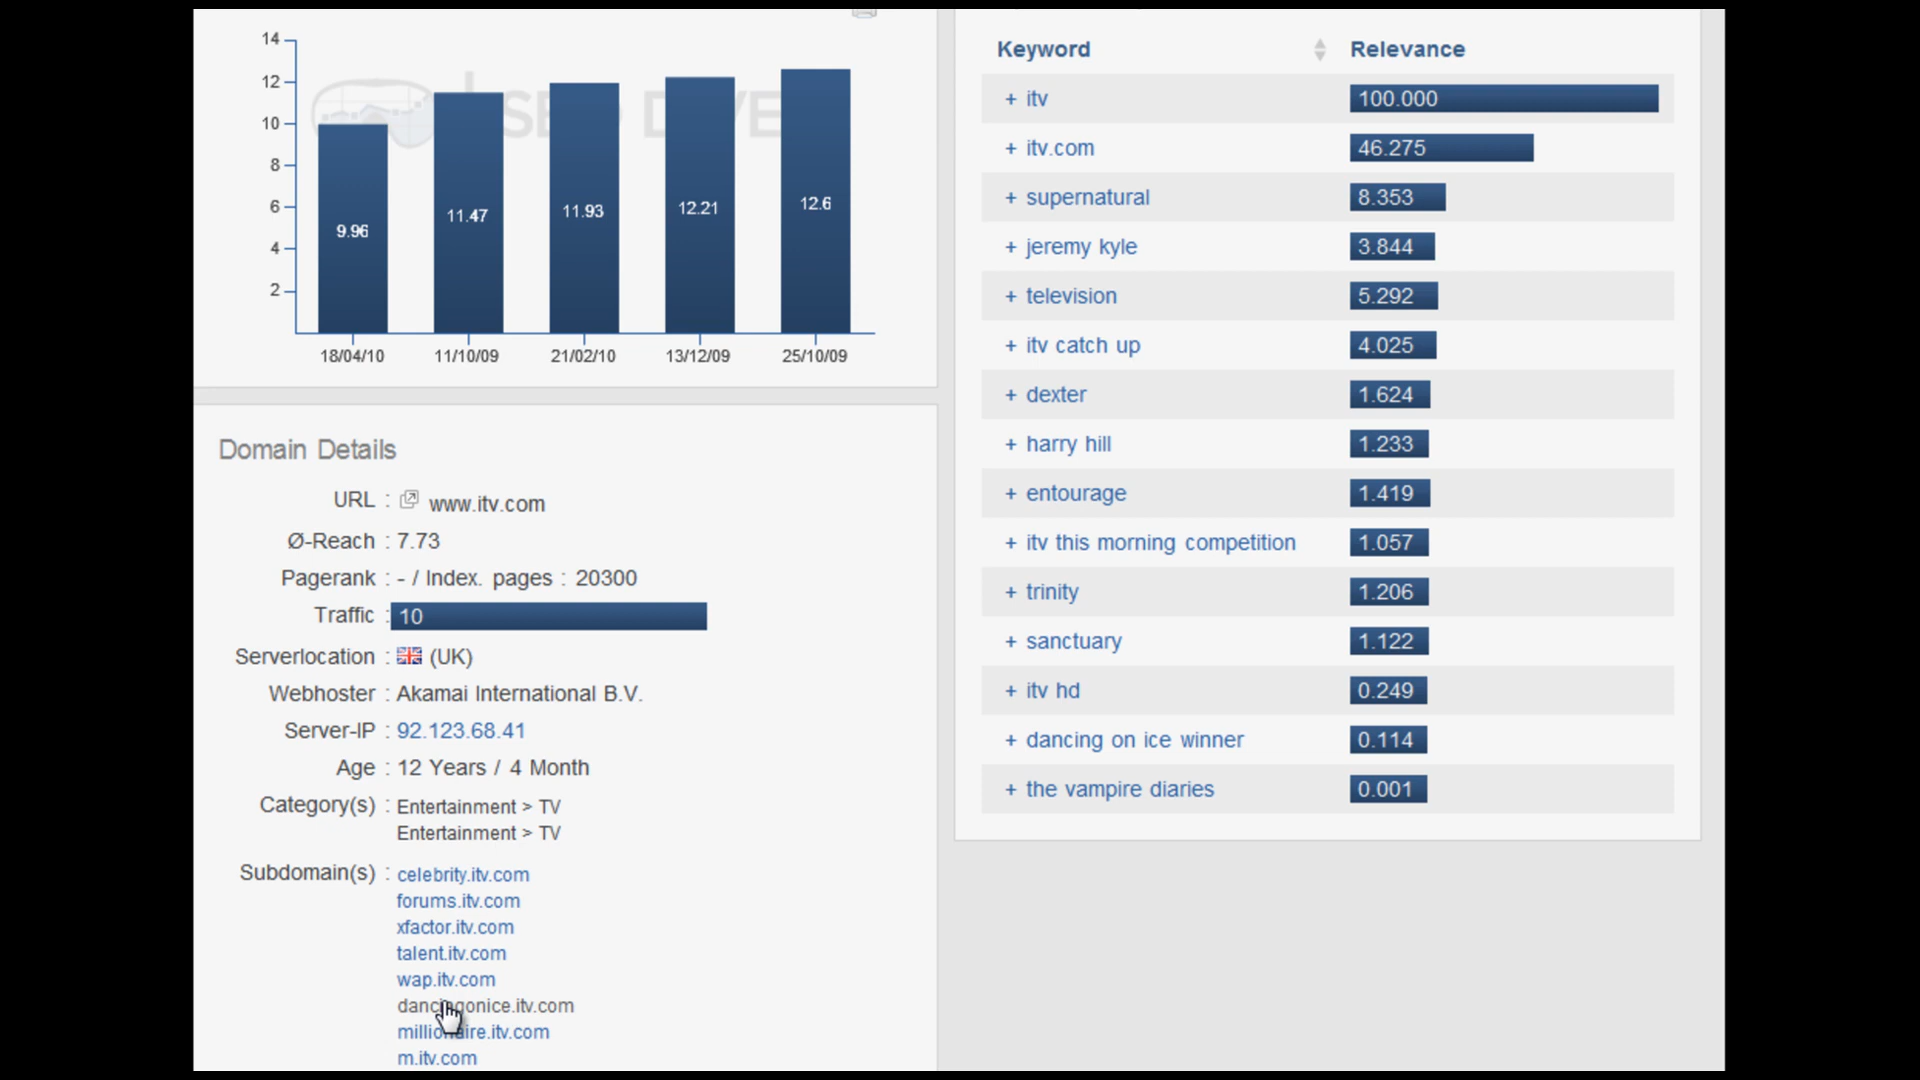 14
12
10
8
6
4
2
9.96
11.47
11.93
12.21
12.6
18/04/10
11/10/09
21/02/10
13/12/09
25/10/09
Domain Details
URL : www.itv.com
Ø-Reach : 7.73
Pagerank : - / Index. pages : 20300
Traffic : 10
Serverlocation : (UK)
Webhoster : Akamai International B.V.
Server-IP : 92.123.68.41
Age : 12 Years / 4 Month
Category(s) : Entertainment > TV
Entertainment > TV
Subdomain(s) : celebrity.itv.com
forums.itv.com
xfactor.itv.com
talent.itv.com
wap.itv.com
dancingonice.itv.com
millionaire.itv.com
m.itv.com
Keyword Relevance
+ itv 100.000
+ itv.com 46.275
+ supernatural 8.353
+ jeremy kyle 3.844
+ television 5.292
+ itv catch up 4.025
+ dexter 1.624
+ harry hill 1.233
+ entourage 1.419
+ itv this morning competition 1.057
+ trinity 1.206
+ sanctuary 1.122
+ itv hd 0.249
+ dancing on ice winner 0.114
+ the vampire diaries 0.001